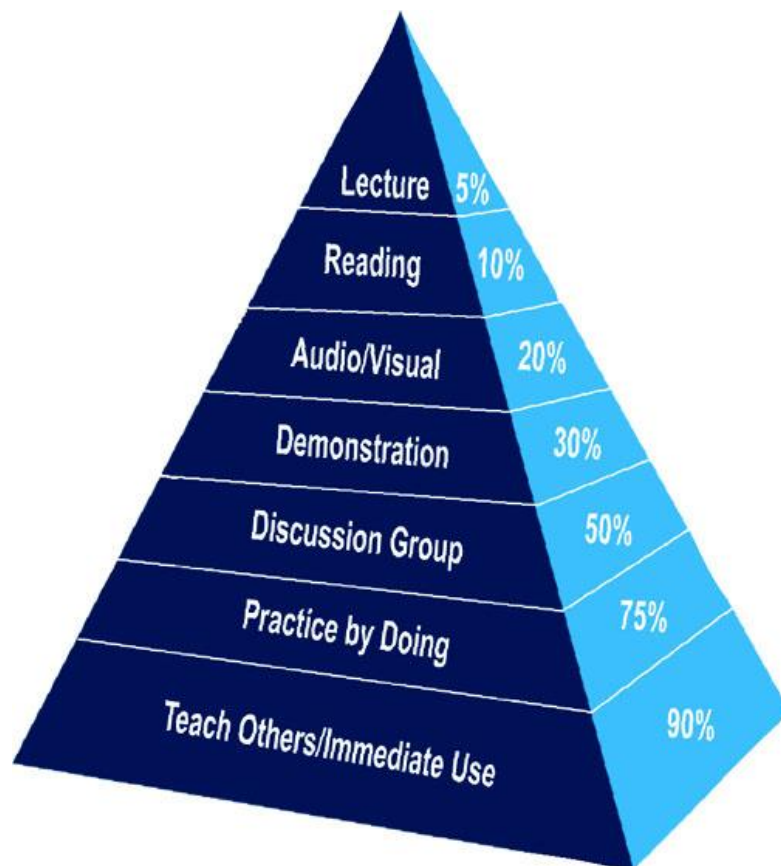 Lecture 5%
Reading 10%
Audio/Visual 20%
Demonstration 30%
Discussion Group 50%
Practice by Doing 75%
Teach Others/Immediate Use 90%